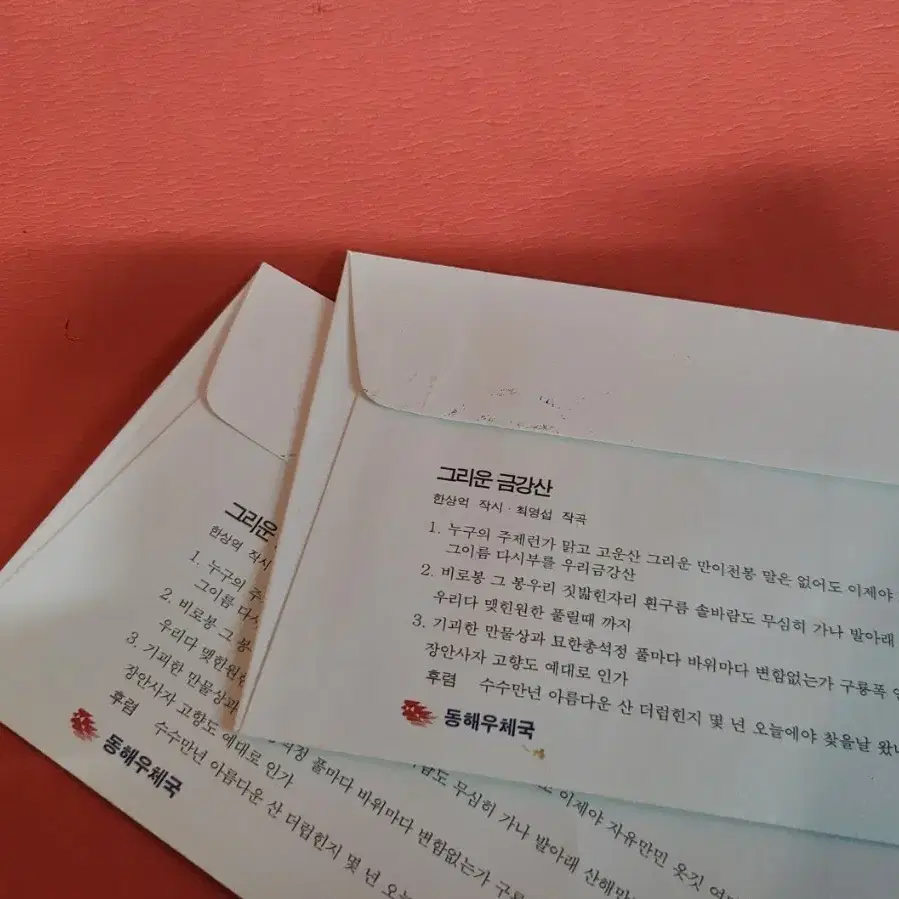 그리운 금강산
한상억 작시 · 최영섭 작곡
1. 누구의 주제런가 맑고 고운산 그리운 만이천봉 말은 없어도 이제야
그이름 다시부를 우리금강산
2. 비로봉 그 봉우리 짓밟힌자리 흰구름 솔바람도 무심히 가나 발아래
우리다 맺힌원한 풀릴때 까지
3. 기괴한 만물상과 묘한총석정 풀마다 바위마다 변함없는가 구룡폭
장안사자 고향도 예대로 인가
후렴 수수만년 아름다운 산 더럽힌지 몇 년 오늘에야 찾을날 왔
동해우체국
그리운
한상억 작시
1. 누구의 주
이제야 자유만민 옷깃
그이름 다시
2. 비로봉 그 봉
도 무심히 가나 발아래 산해만
우리다 맺힌원한
3. 기괴한 만물상과
정 풀마다 바위마다 변함없는가 구룡
장안사자 고향도 예대로 인가
후렴 수수만년 아름다운 산 더럽힌지 몇 년 오늘
동해우체국